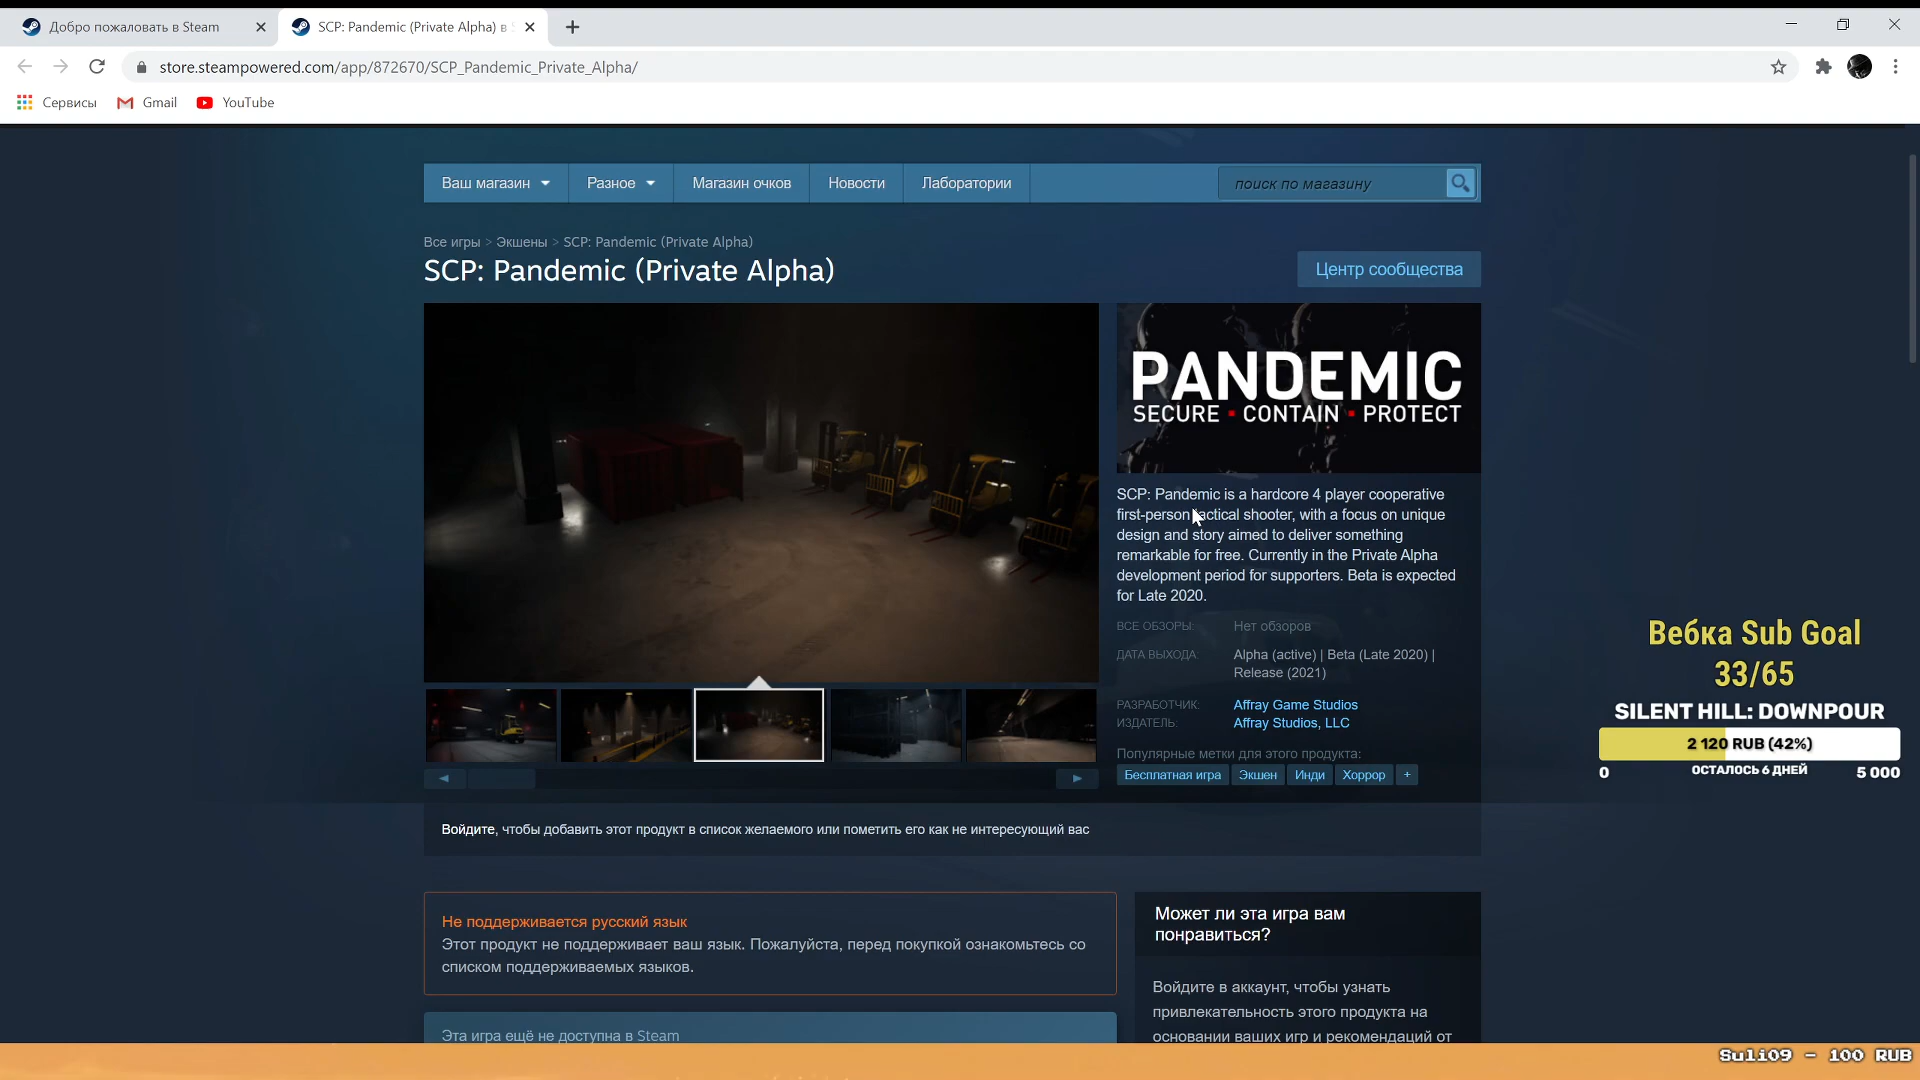 Добро пожаловать в Steam
SCP: Pandemic (Private Alpha) в
store.steampowered.com/app/872670/SCP_Pandemic_Private_Alpha/
Сервисы
Gmail
YouTube
Ваш магазин
Разное
Магазин очков
Новости
Лаборатории
поиск по магазину
Все игры > Экшены > SCP: Pandemic (Private Alpha)
SCP: Pandemic (Private Alpha)
Центр сообщества
PANDEMIC
SECURE ▪ CONTAIN ▪ PROTECT
SCP: Pandemic is a hardcore 4 player cooperative
first-person tactical shooter, with a focus on unique
design and story aimed to deliver something
remarkable for free. Currently in the Private Alpha
development period for supporters. Beta is expected
for Late 2020.
ВСЕ ОБЗОРЫ: Нет обзоров
ДАТА ВЫХОДА: Alpha (active) | Beta (Late 2020) |
Release (2021)
РАЗРАБОТЧИК: Affray Game Studios
ИЗДАТЕЛЬ: Affray Studios, LLC
Популярные метки для этого продукта:
Бесплатная игра Экшен Инди Хоррор +
Войдите, чтобы добавить этот продукт в список желаемого или пометить его как не интересующий вас
Не поддерживается русский язык
Этот продукт не поддерживает ваш язык. Пожалуйста, перед покупкой ознакомьтесь со
списком поддерживаемых языков.
Эта игра ещё не доступна в Steam
Может ли эта игра вам
понравиться?
Войдите в аккаунт, чтобы узнать
привлекательность этого продукта на
основании ваших игр и рекомендаций от
Вебка Sub Goal
33/65
SILENT HILL: DOWNPOUR
2 120 RUB (42%)
0 ОСТАЛОСЬ 6 ДНЕЙ 5 000
Suli09 - 100 RUB